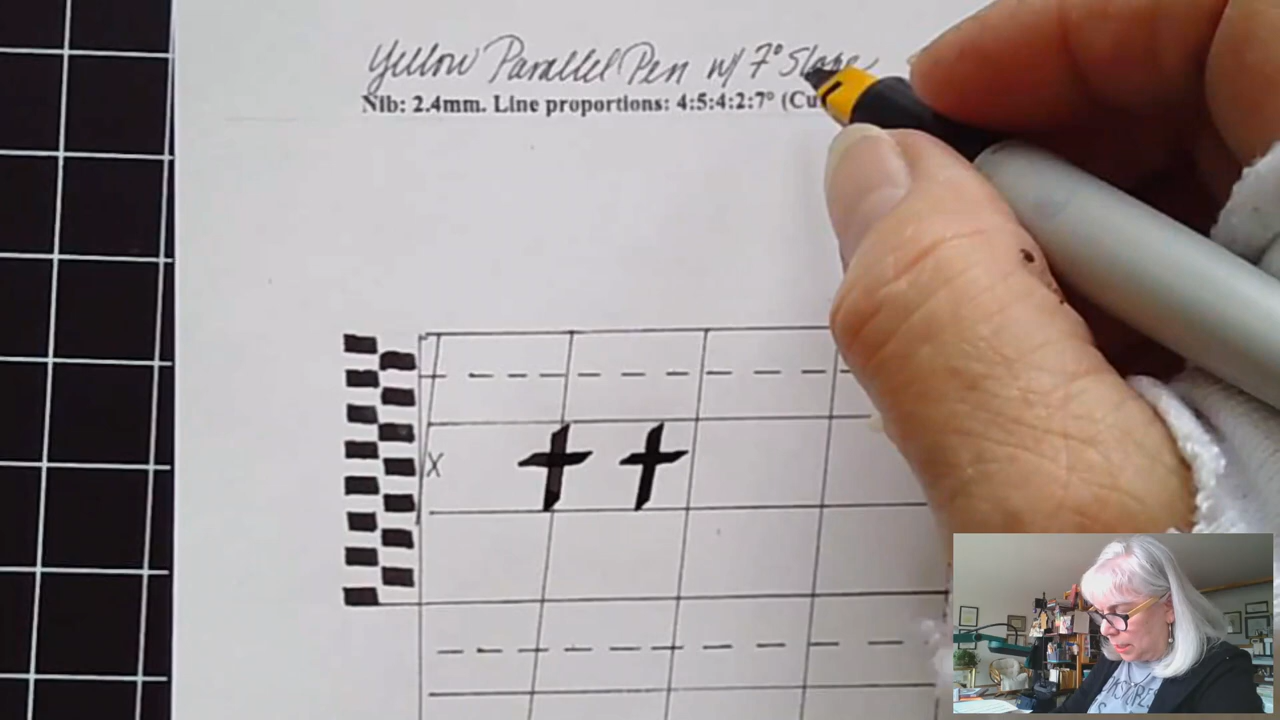 Yellow Parallel Pen w/ 7° Slope
Nib: 2.4mm. Line proportions: 4:5:4:2:7°
X